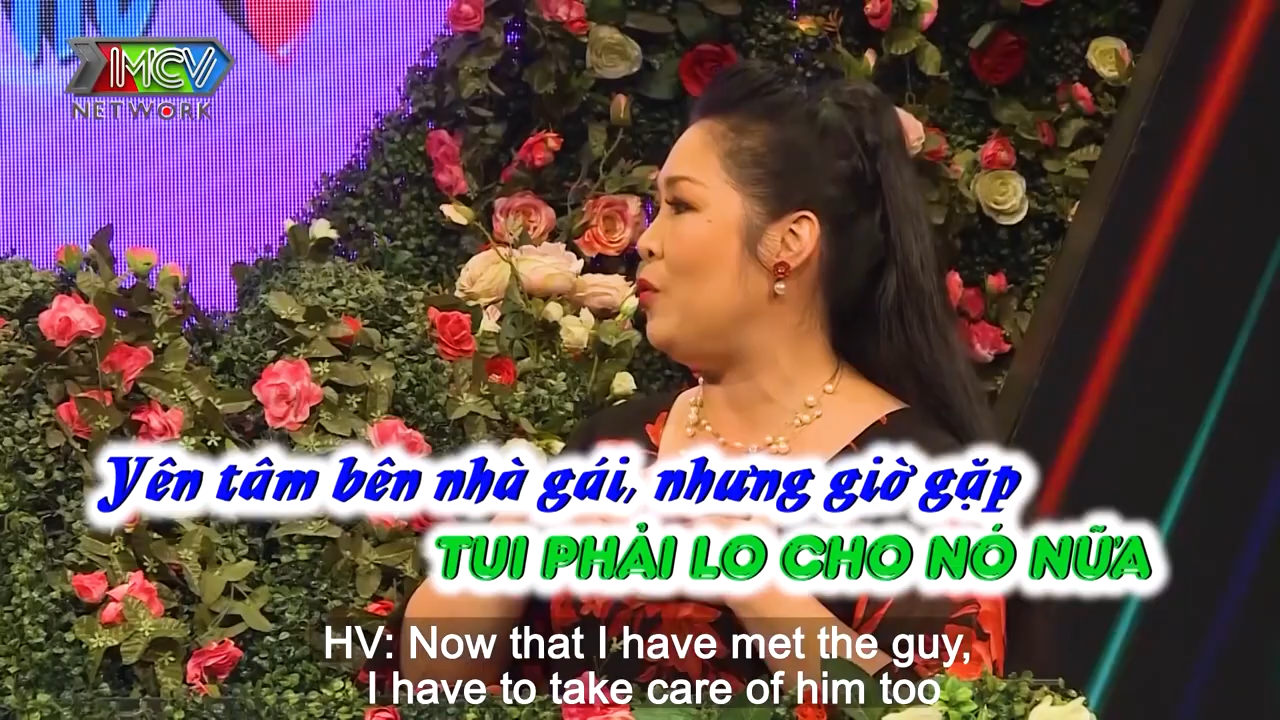 MCV
NETWORK
Yên tâm bên nhà gái, nhưng giờ gặp
TUI PHẢI LO CHO NÓ NỮA
HV: Now that I have met the guy,
I have to take care of him too